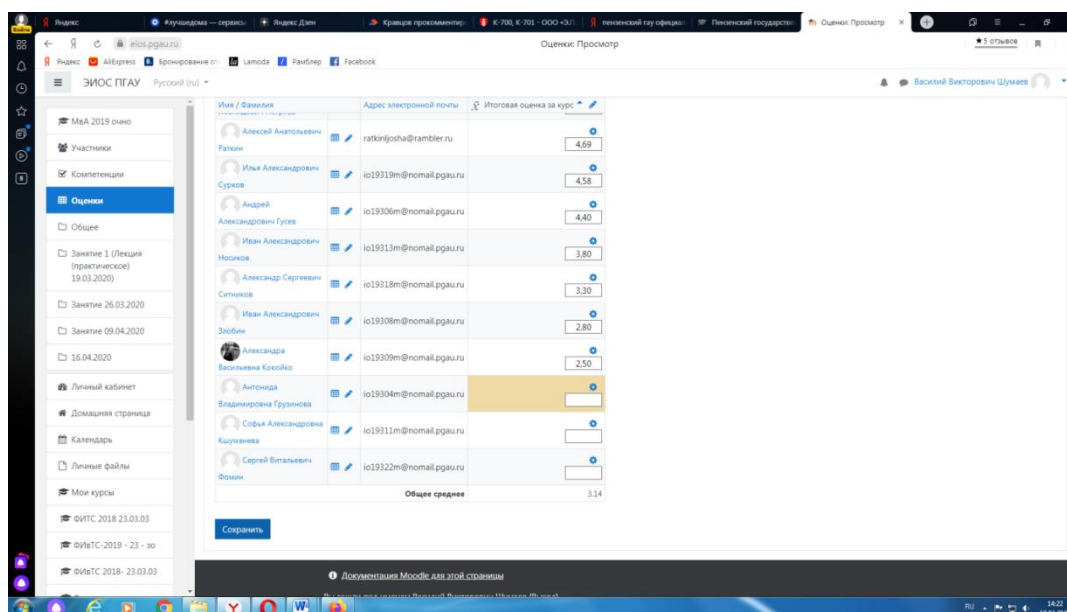 Войти
Яндекс
#лучшедома — сервисы
Яндекс Дзен
Кравцов прокомментир
К-700, К-701 - ООО «ЭЛ
пензенский гау официал
Пензенский государстве
Оценки: Просмотр
eios.pgau.ru
Оценки: Просмотр
★ 5 отзывов
Яндекс
AliExpress
Бронирование от
Lamoda
Рамблер
Facebook
ЭИОС ПГАУ
Русский (ru)
Василий Викторович Шумаев
МвА 2019 очно
Участники
Компетенции
Оценки
Общее
Занятие 1 (Лекция
(практическое)
19.03.2020)
Занятие 26.03.2020
Занятие 09.04.2020
16.04.2020
Личный кабинет
Домашняя страница
Календарь
Личные файлы
Мои курсы
ФИТС 2018 23.03.03
ФИвТС-2019 - 23 - зо
ФИвТС 2018- 23.03.03
Имя / Фамилия
Адрес электронной почты
Итоговая оценка за курс
Алексей Анатольевич
Раткин
ratkinljosha@rambler.ru
4,69
Илья Александрович
Сурков
io19319m@nomail.pgau.ru
4,58
Андрей
Александрович Гусев
io19306m@nomail.pgau.ru
4,40
Иван Александрович
Носиков
io19313m@nomail.pgau.ru
3,80
Александр Сергеевич
Ситников
io19318m@nomail.pgau.ru
3,30
Иван Александрович
Злобин
io19308m@nomail.pgau.ru
2,80
Александра
Васильевна Кокойко
io19309m@nomail.pgau.ru
2,50
Антонида
Владимировна Грузинова
io19304m@nomail.pgau.ru
Софья Александровна
Кшуманева
io19311m@nomail.pgau.ru
Сергей Витальевич
Фомин
io19322m@nomail.pgau.ru
Общее среднее
3.14
Сохранить
Документация Moodle для этой страницы
RU
14:22